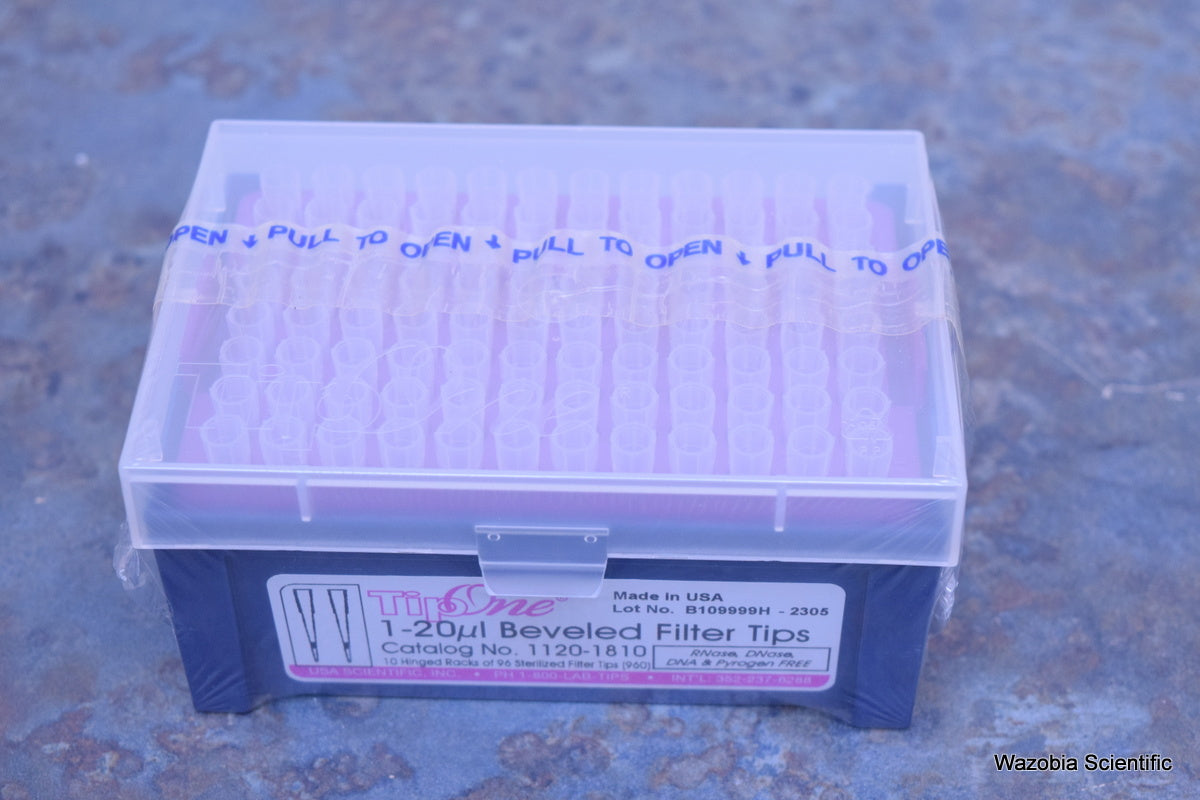 OPEN ↓ PULL TO OPEN ↓ PULL TO OPEN ↓ PULL TO OPE
TipOne®
Made in USA
Lot No. B109999H - 2305
1-20µl Beveled Filter Tips
Catalog No. 1120-1810
10 Hinged Racks of 96 Sterilized Filter Tips (960)
RNase, DNase,
DNA & Pyrogen FREE
USA SCIENTIFIC, INC. • PH 1-800-LAB-TIPS • INT'L: 352-237-6288
Wazobia Scientific